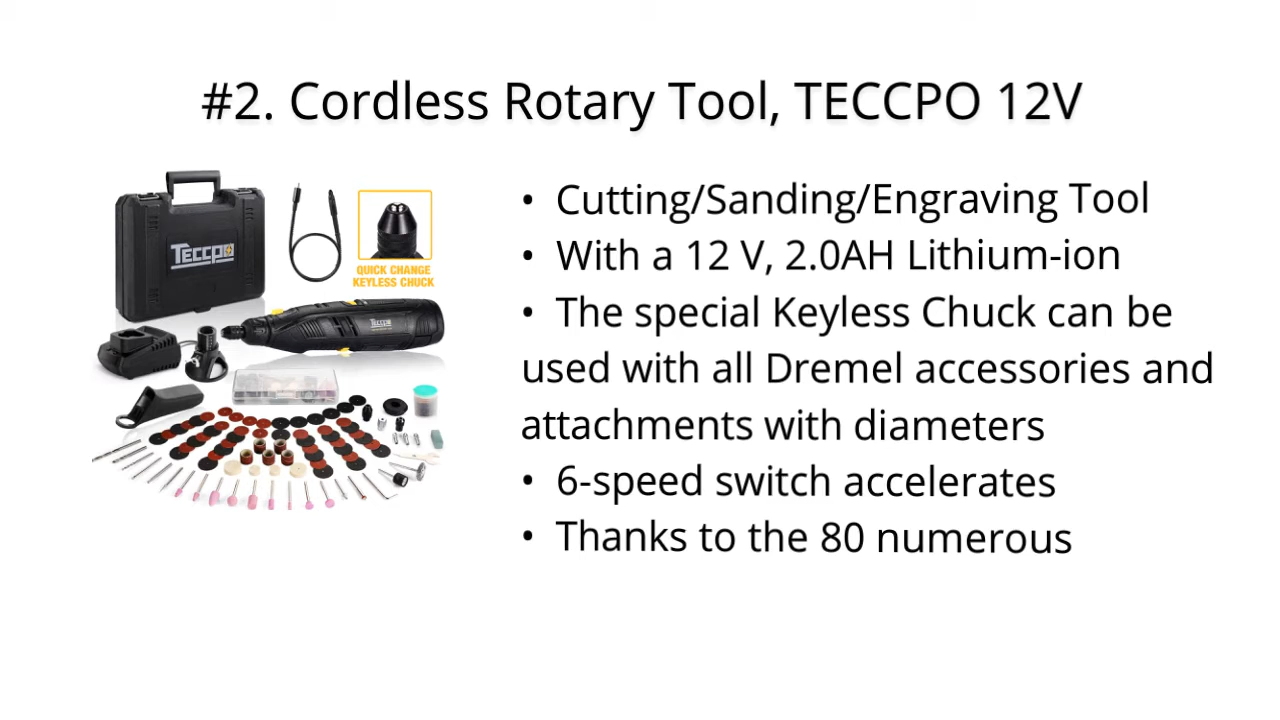 #2. Cordless Rotary Tool, TECCPO 12V
Teccpo
QUICK CHANGE
KEYLESS CHUCK
Teccpo
• Cutting/Sanding/Engraving Tool
• With a 12 V, 2.0AH Lithium-ion
• The special Keyless Chuck can be
used with all Dremel accessories and
attachments with diameters
• 6-speed switch accelerates
• Thanks to the 80 numerous